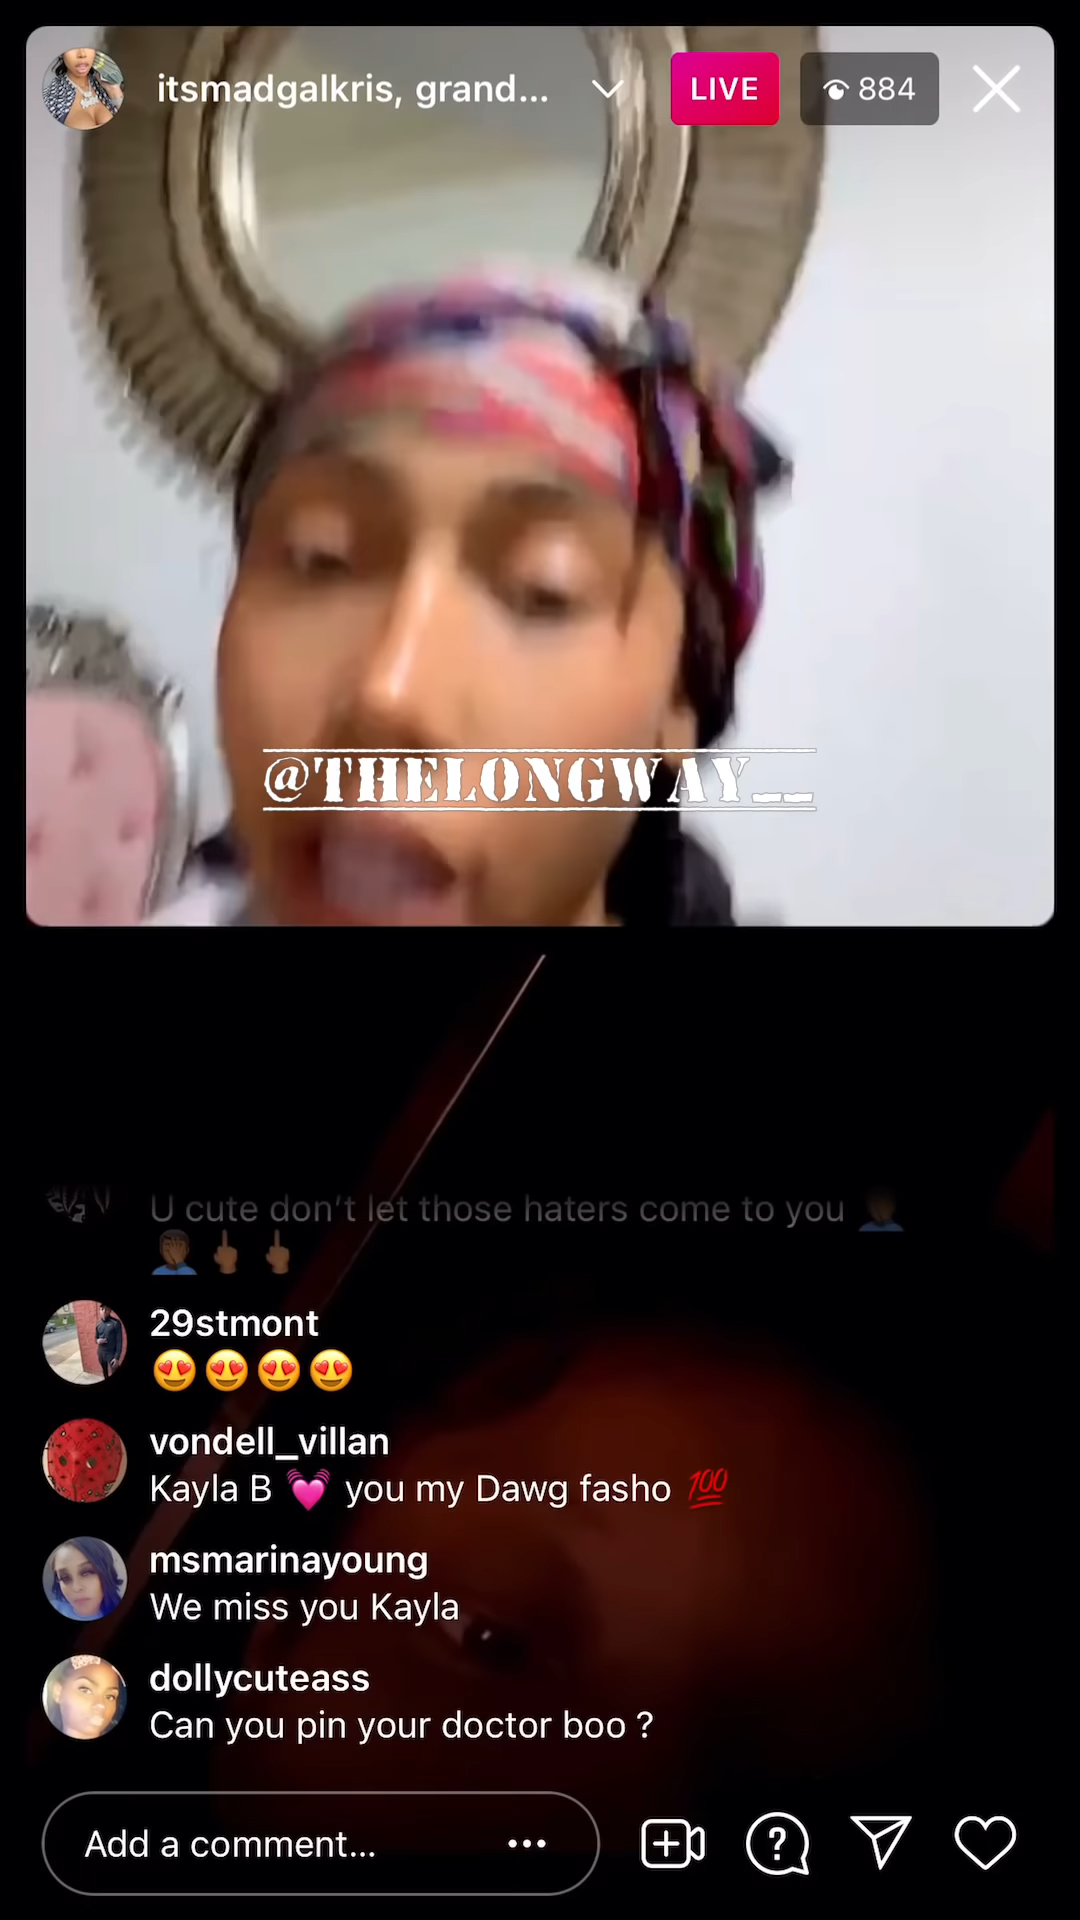 itsmadgalkris, grand...
LIVE
884
@THELONGWAY__
U cute don't let those haters come to you 🤦🏾‍♂️
🤦🏾‍♂️🖕🏾🖕🏾
29stmont
😍😍😍😍
vondell_villan
Kayla B 💓 you my Dawg fasho 💯
msmarinayoung
We miss you Kayla
dollycuteass
Can you pin your doctor boo ?
Add a comment...